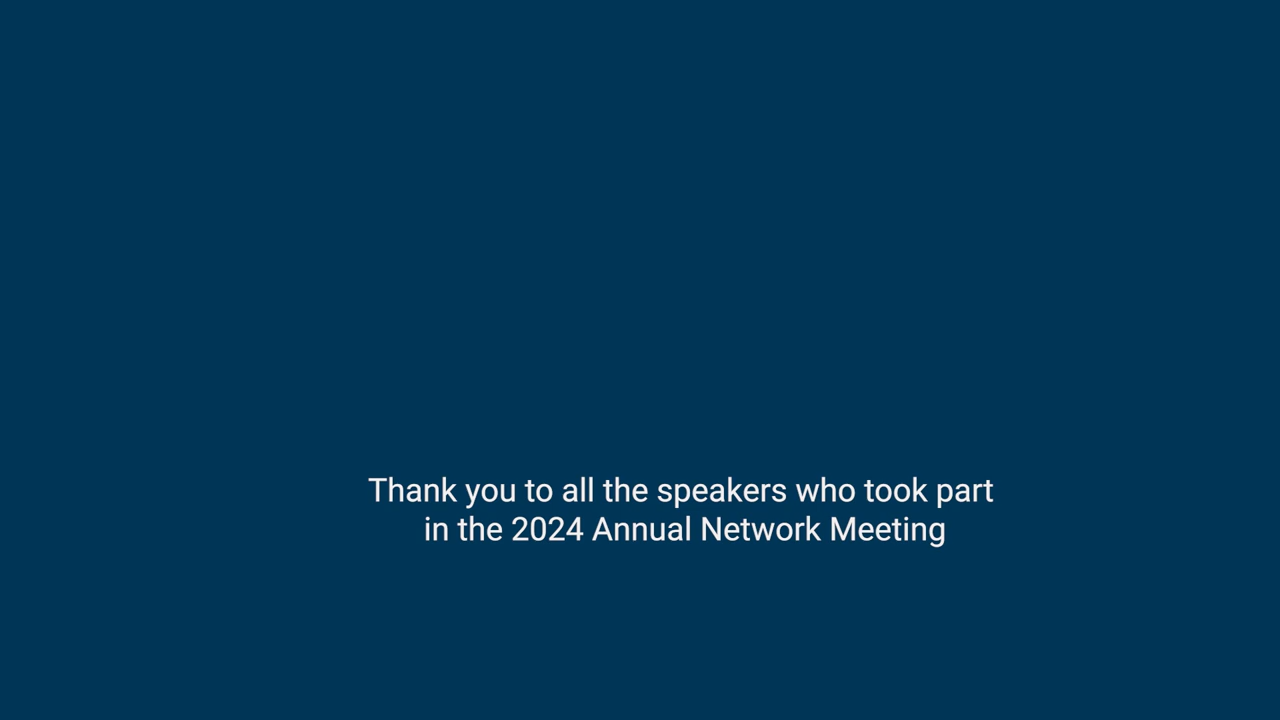 Thank you to all the speakers who took part
in the 2024 Annual Network Meeting